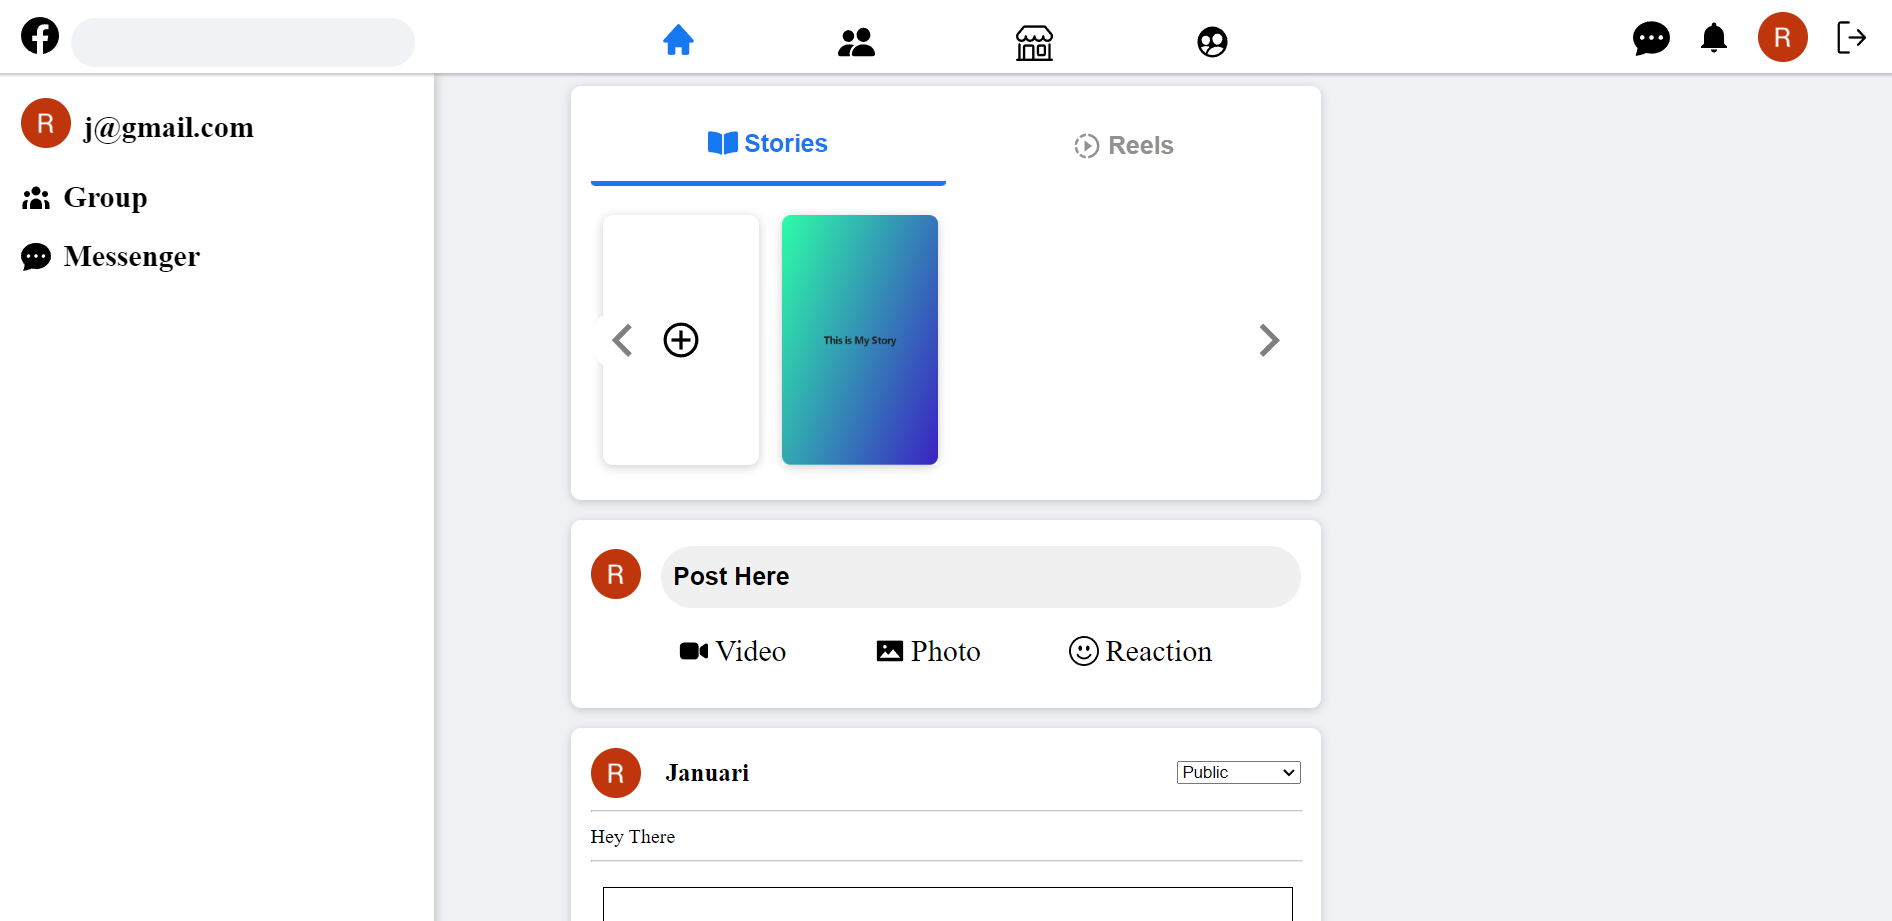 R
R
j@gmail.com
Group
Messenger
Stories
Reels
This is My Story
R
Post Here
Video
Photo
Reaction
R
Januari
Public
Hey There